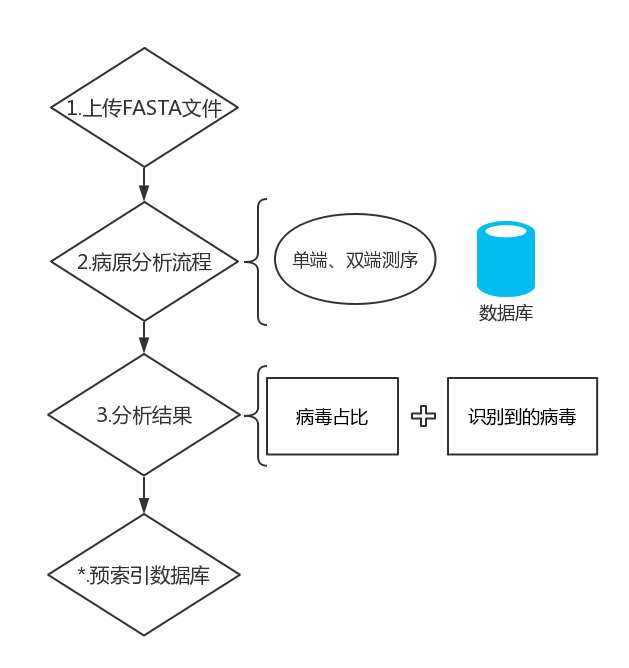 1.上传FASTA文件
2.病原分析流程
单端、双端测序
数据库
3.分析结果
病毒占比
识别到的病毒
*.预索引数据库